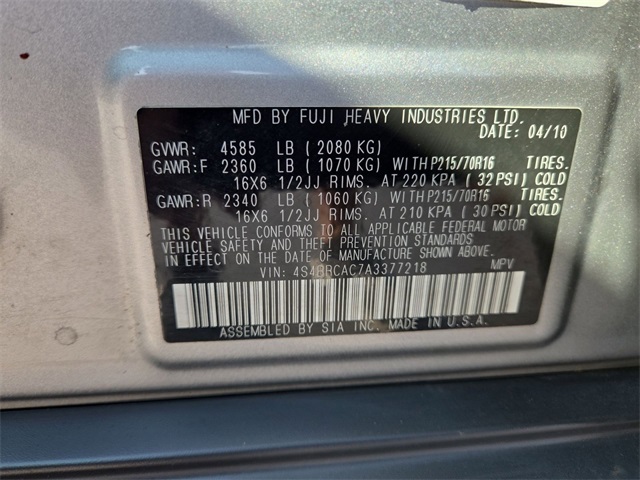 MFD BY FUJI HEAVY INDUSTRIES LTD.
DATE: 04/10
GVWR: 4585 LB (2080 KG)
GAWR:F 2360 LB (1070 KG) WITH P215/70R16 TIRES.
16X6 1/2JJ RIMS. AT 220 KPA (32 PSI) COLD
GAWR:R 2340 LB (1060 KG) WITH P215/70R16 TIRES.
16X6 1/2JJ RIMS. AT 210 KPA (30 PSI) COLD
THIS VEHICLE CONFORMS TO ALL APPLICABLE FEDERAL MOTOR
VEHICLE SAFETY AND THEFT PREVENTION STANDARDS
IN EFFECT ON THE DATE OF MANUFACTURE SHOWN ABOVE.
VIN: 4S4BRCAC7A3377218 MPV
ASSEMBLED BY SIA INC. MADE IN U.S.A.